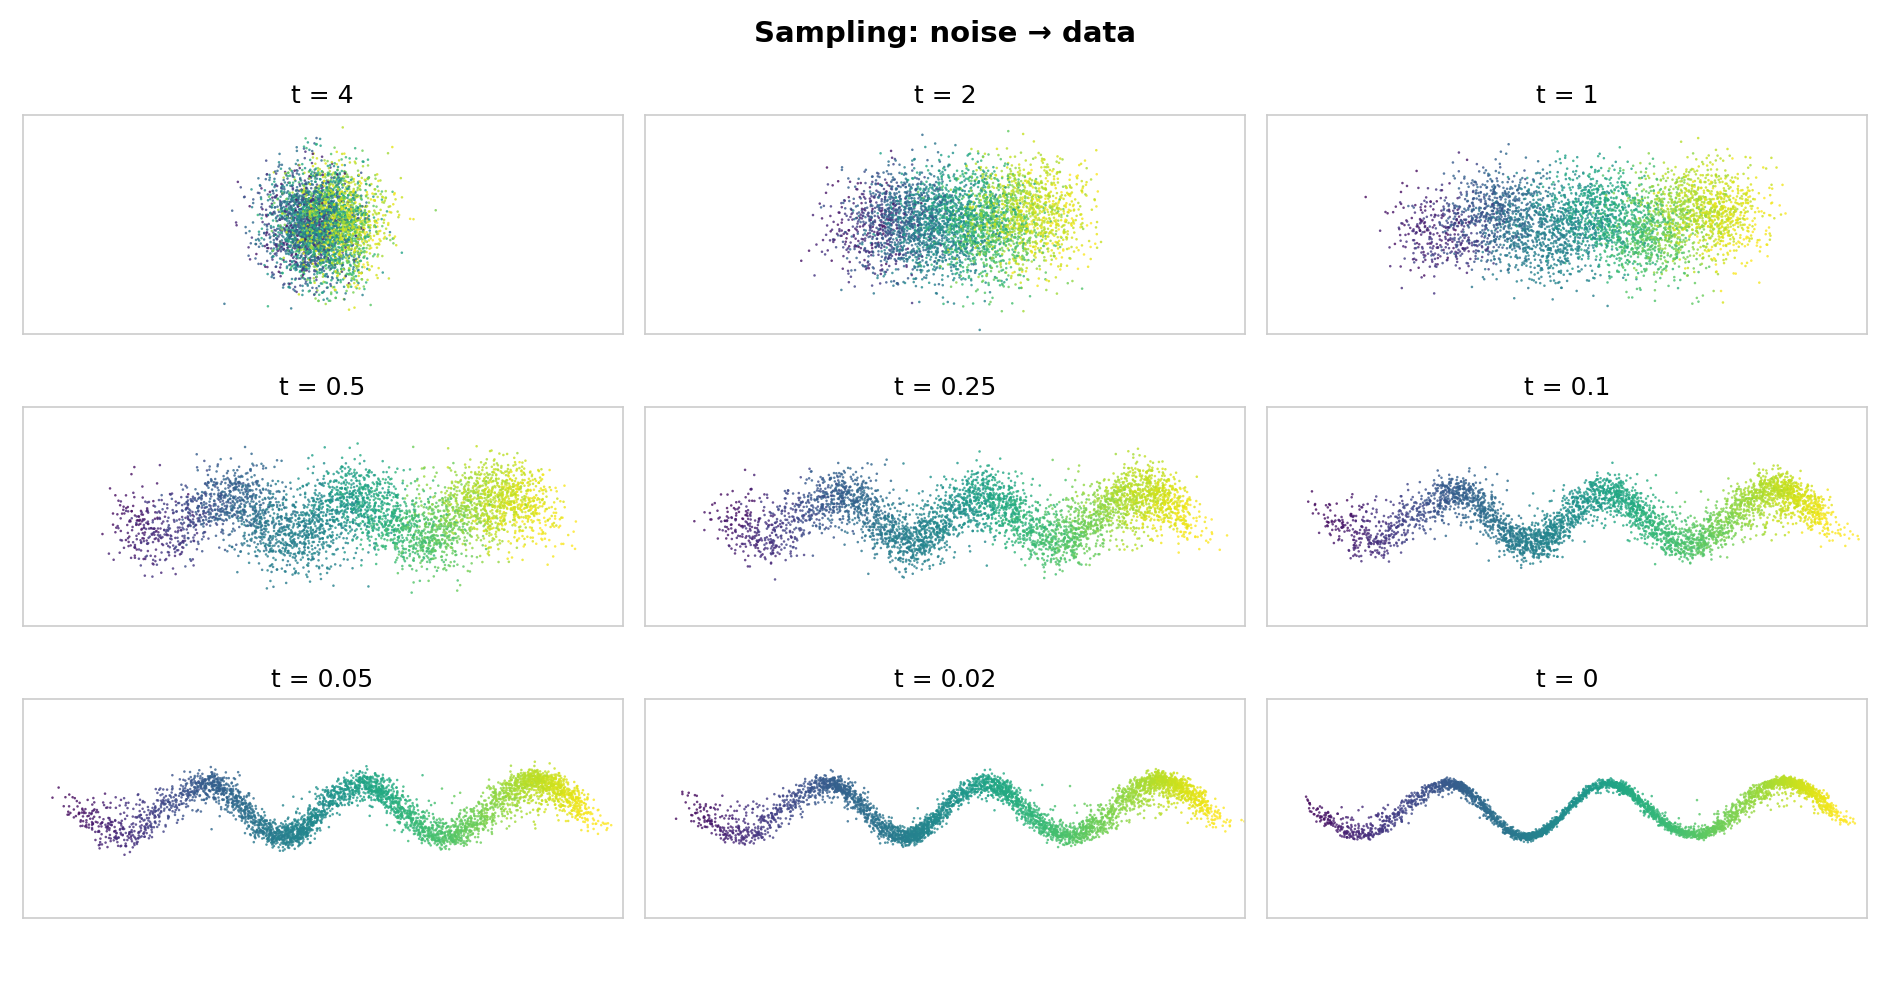 Sampling: noise → data
t = 4
t = 2
t = 1
t = 0.5
t = 0.25
t = 0.1
t = 0.05
t = 0.02
t = 0